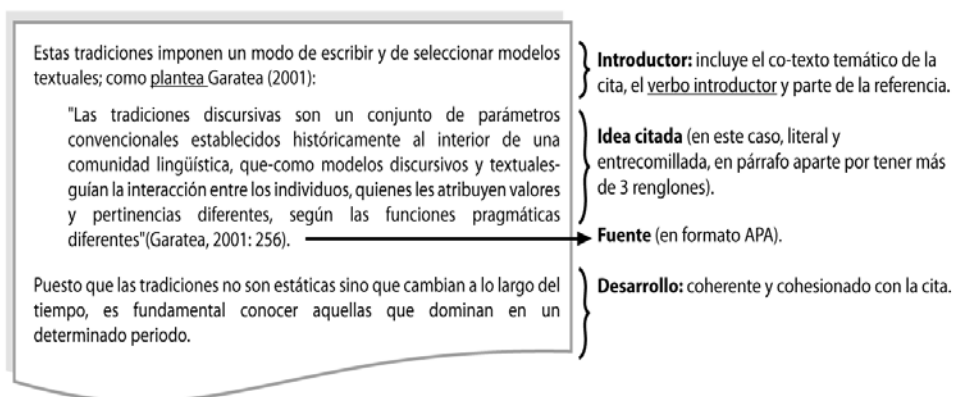 Estas tradiciones imponen un modo de escribir y de seleccionar modelos
textuales; como plantea Garatea (2001):
"Las tradiciones discursivas son un conjunto de parámetros
convencionales establecidos históricamente al interior de una
comunidad lingüística, que-como modelos discursivos y textuales-
guían la interacción entre los individuos, quienes les atribuyen valores
y pertinencias diferentes, según las funciones pragmáticas
diferentes"(Garatea, 2001: 256).
Puesto que las tradiciones no son estáticas sino que cambian a lo largo del
tiempo, es fundamental conocer aquellas que dominan en un
determinado periodo.
Introductor: incluye el co-texto temático de la
cita, el verbo introductor y parte de la referencia.
Idea citada (en este caso, literal y
entrecomillada, en párrafo aparte por tener más
de 3 renglones).
Fuente (en formato APA).
Desarrollo: coherente y cohesionado con la cita.